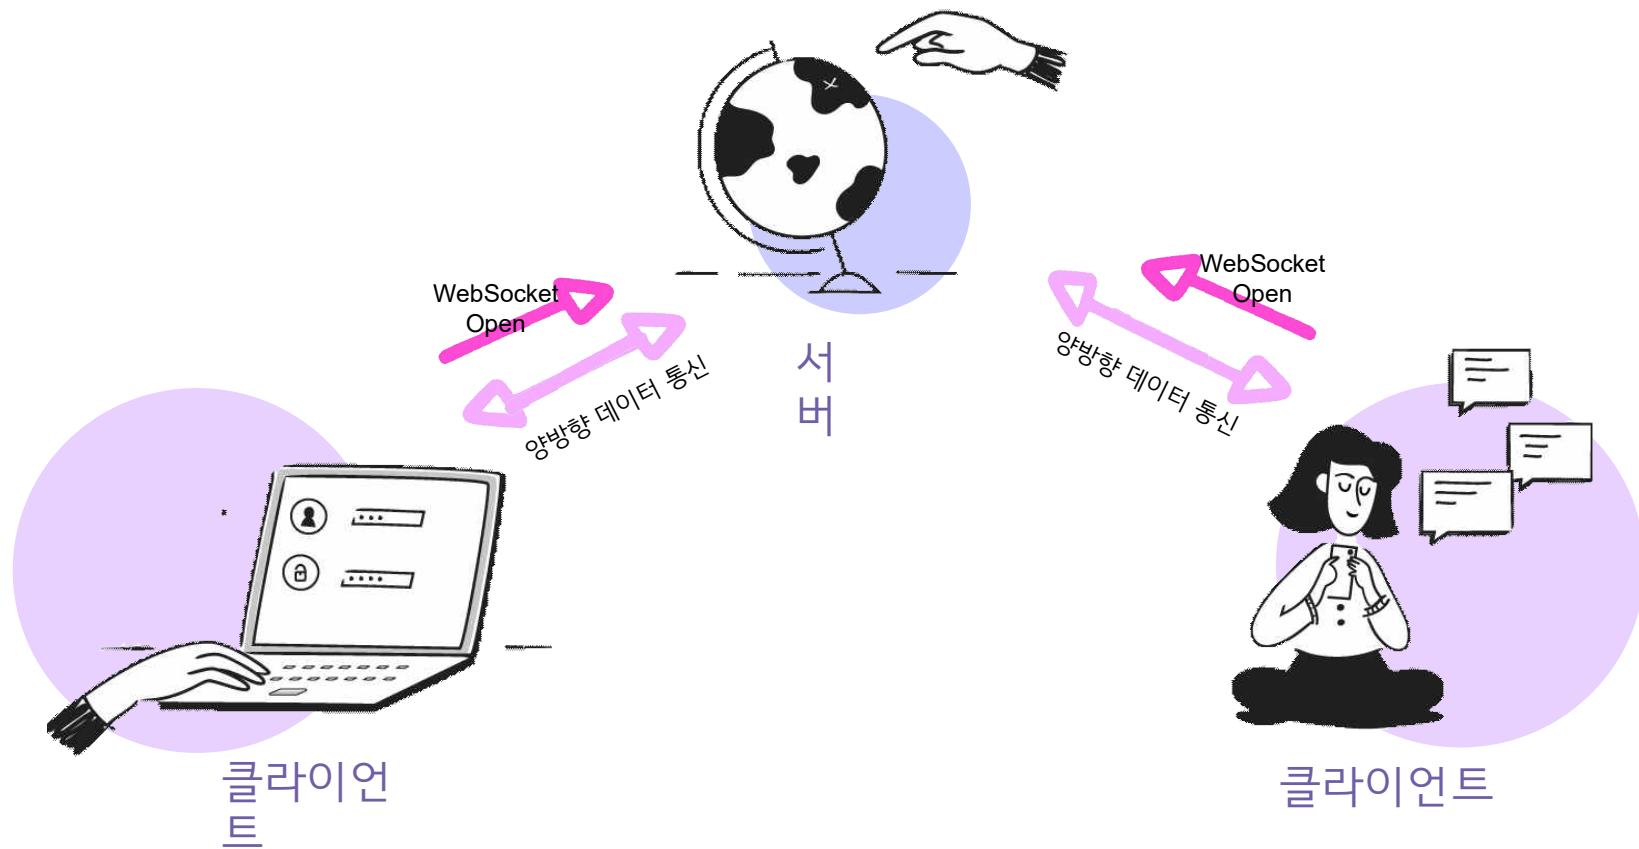 WebSocket
Open
양방향 데이터 통신
서
버
WebSocket
Open
양방향 데이터 통신
클라이언
트
클라이언트